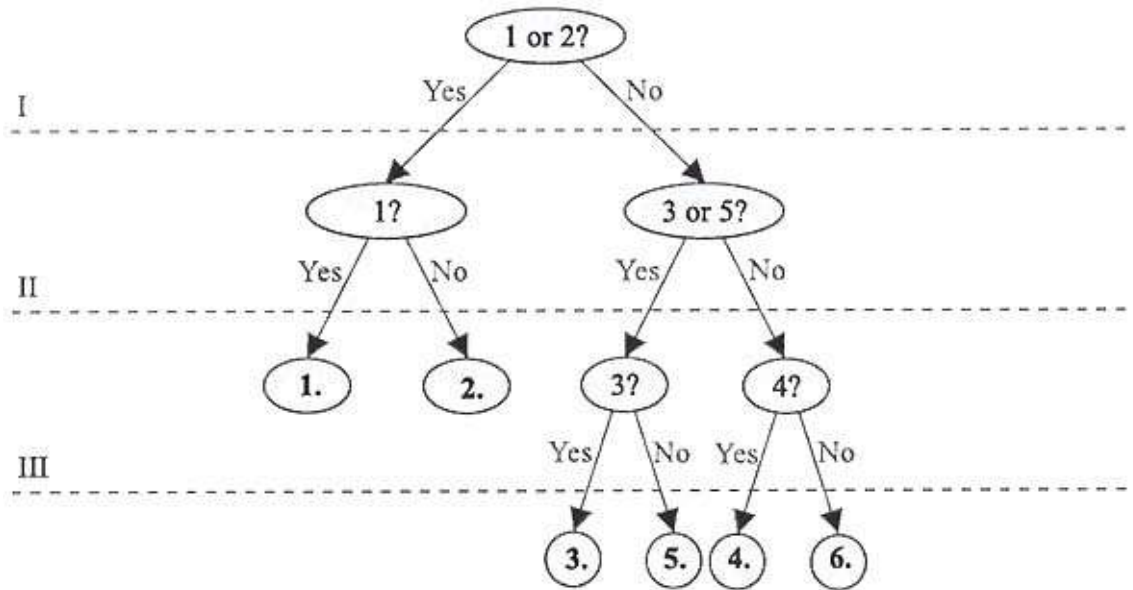 1 or 2?
Yes No
I
1? 3 or 5?
Yes No Yes No
II
1. 2. 3? 4?
Yes No Yes No
III
3. 5. 4. 6.